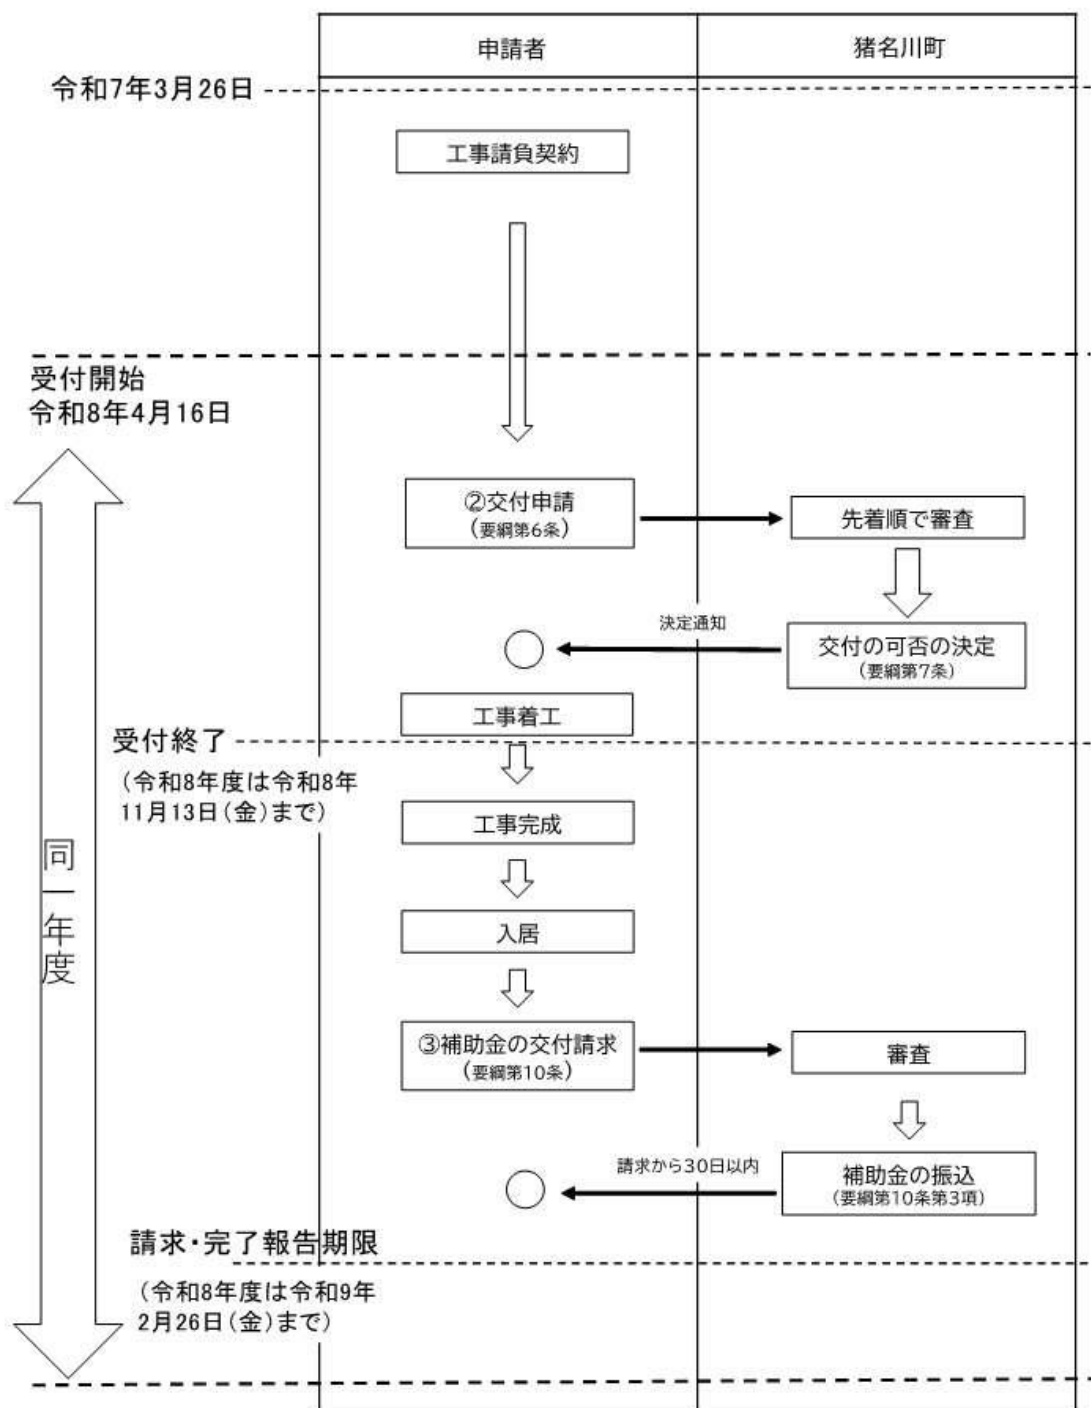 申請者
猪名川町
令和7年3月26日
工事請負契約
受付開始
令和8年4月16日
②交付申請
(要綱第6条)
先着順で審査
決定通知
交付の可否の決定
(要綱第7条)
工事着工
受付終了
(令和8年度は令和8年
11月13日(金)まで)
工事完成
同一年度
入居
③補助金の交付請求
(要綱第10条)
審査
請求から30日以内
補助金の振込
(要綱第10条第3項)
請求・完了報告期限
(令和8年度は令和9年
2月26日(金)まで)